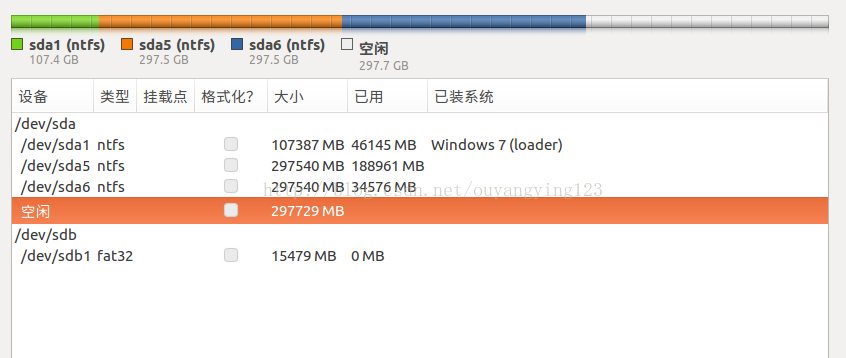 sda1 (ntfs) sda5 (ntfs) sda6 (ntfs) 空闲
107.4 GB 297.5 GB 297.5 GB 297.7 GB
设备 类型 挂载点 格式化? 大小 已用 已装系统
/dev/sda
/dev/sda1 ntfs 107387 MB 46145 MB Windows 7 (loader)
/dev/sda5 ntfs 297540 MB 188961 MB
/dev/sda6 ntfs 297540 MB 34576 MB
http://blog.csdn.net/ouyangying123
空闲 297729 MB
/dev/sdb
/dev/sdb1 fat32 15479 MB 0 MB